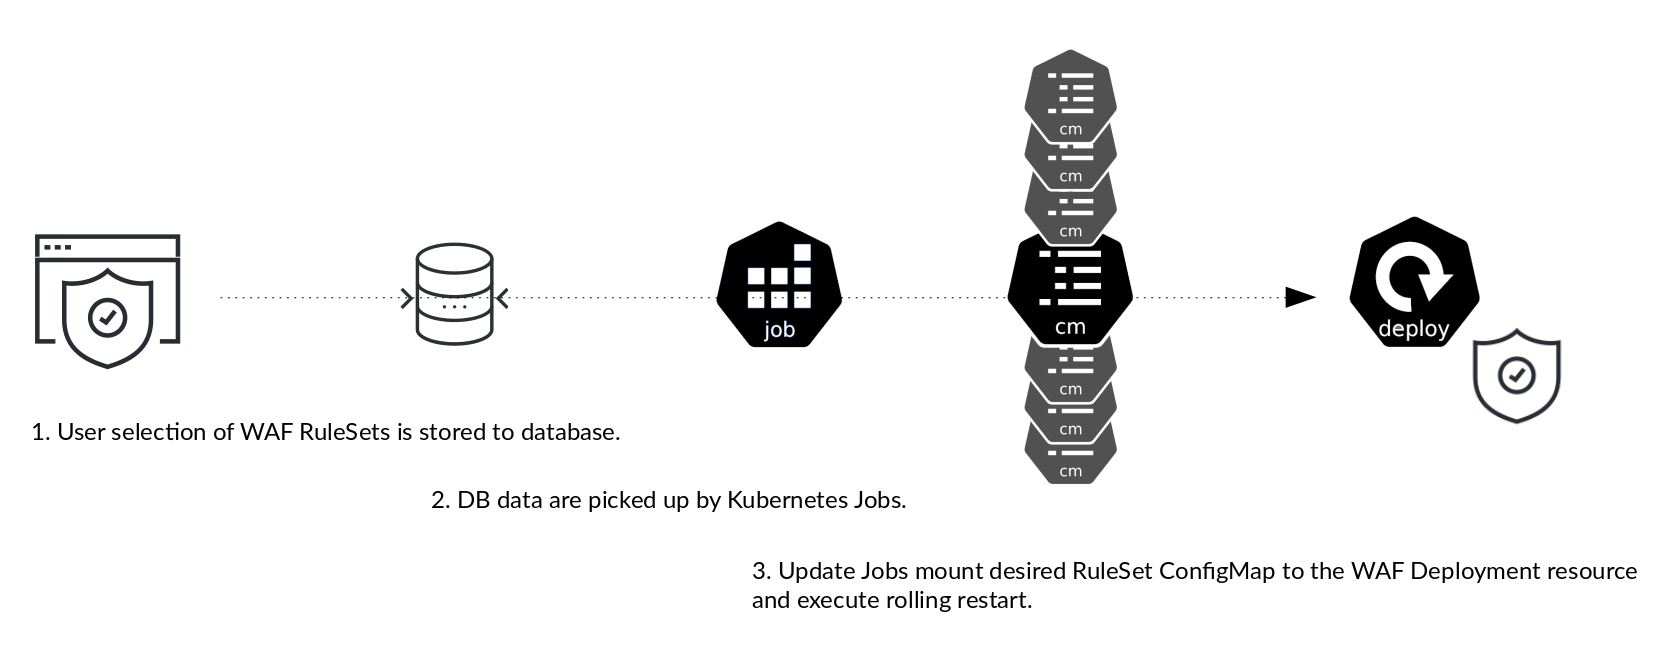 cm
cm
cm
job
cm
deploy
cm
cm
cm
1. User selection of WAF RuleSets is stored to database.
2. DB data are picked up by Kubernetes Jobs.
3. Update Jobs mount desired RuleSet ConfigMap to the WAF Deployment resource
and execute rolling restart.